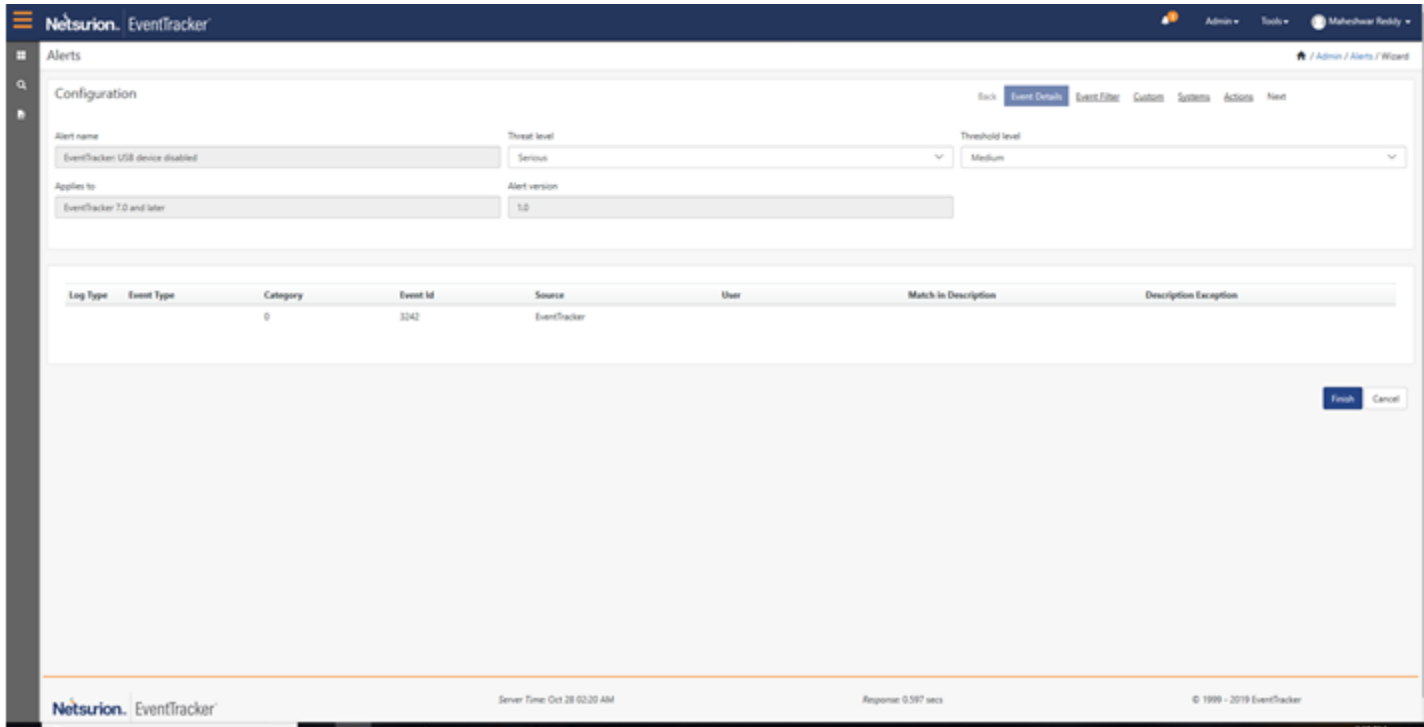 Netsurion. EventTracker
Admin Tools Maheshwar Reddy
Alerts
/ Admin / Alerts / Wizard
Configuration
Back Event Details Event Filter Custom Systems Actions Next
Alert name Threat level Threshold level
EventTracker: USB device disabled Serious Medium
Applies to Alert version
EventTracker 7.0 and later 1.0
Log Type Event Type Category Event Id Source User Match in Description Description Exception
0 3242 EventTracker
Finish Cancel
Netsurion. EventTracker
Server Time: Oct 28 02:20 AM Response: 0.597 secs © 1999 - 2019 EventTracker